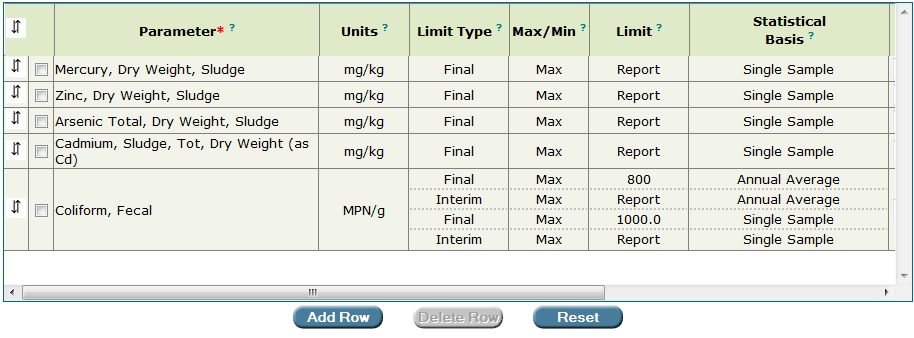 Parameter* ? Units ? Limit Type ? Max/Min ? Limit ? Statistical Basis ?
Mercury, Dry Weight, Sludge mg/kg Final Max Report Single Sample
Zinc, Dry Weight, Sludge mg/kg Final Max Report Single Sample
Arsenic Total, Dry Weight, Sludge mg/kg Final Max Report Single Sample
Cadmium, Sludge, Tot, Dry Weight (as
Cd) mg/kg Final Max Report Single Sample
Coliform, Fecal MPN/g Final Max 800 Annual Average
Interim Max Report Annual Average
Final Max 1000.0 Single Sample
Interim Max Report Single Sample
Add Row Delete Row Reset